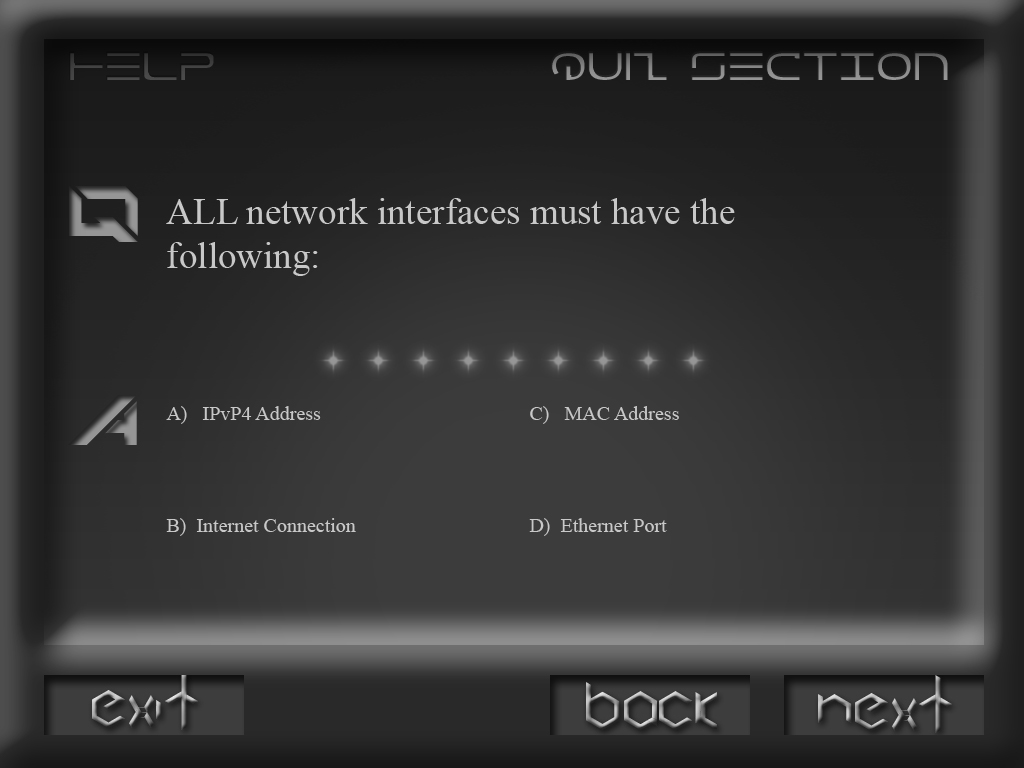 HELP
QUIZ SECTION
Q
ALL network interfaces must have the
following:
A
A) IPvP4 Address
C) MAC Address
B) Internet Connection
D) Ethernet Port
exit
back
next